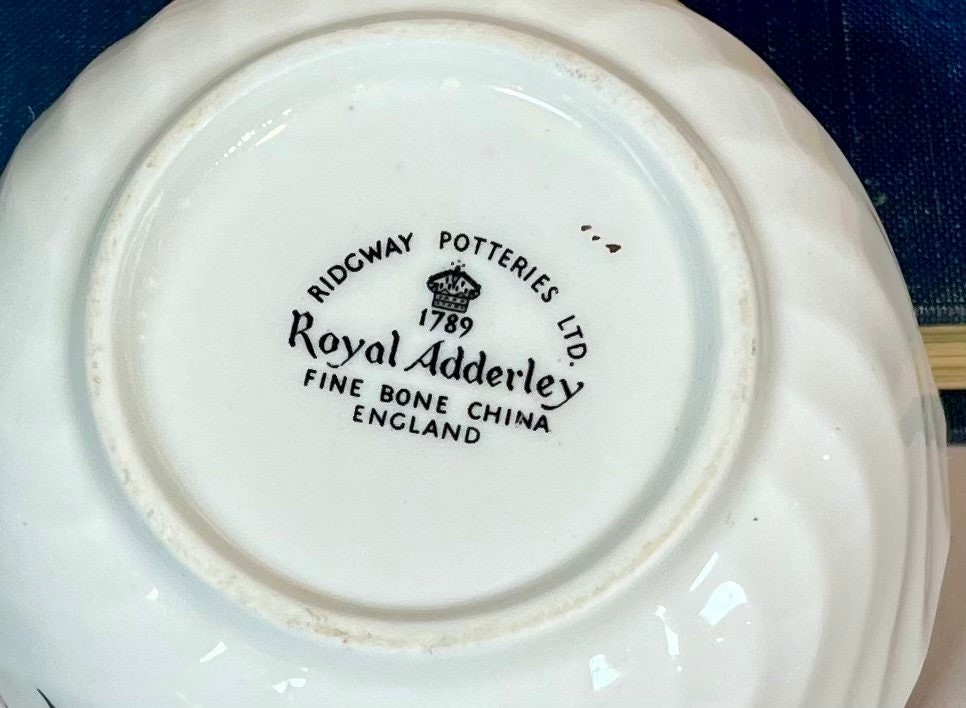 RIDGWAY POTTERIES LTD.
1789
Royal Adderley
FINE BONE CHINA
ENGLAND